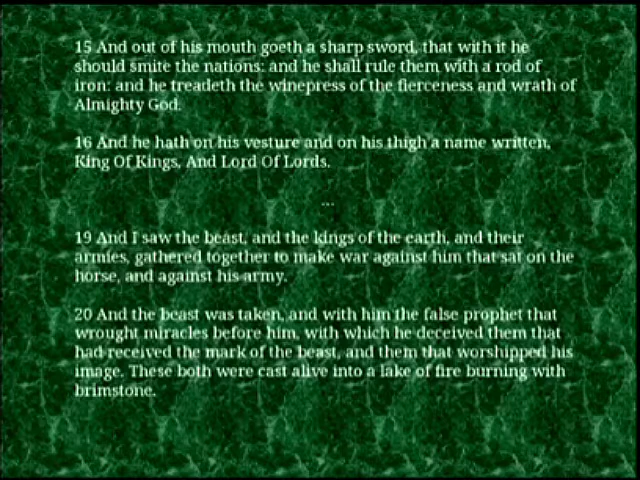 15 And out of his mouth goeth a sharp sword, that with it he
should smite the nations: and he shall rule them with a rod of
iron: and he treadeth the winepress of the fierceness and wrath of
Almighty God.
16 And he hath on his vesture and on his thigh a name written,
King Of Kings, And Lord Of Lords.
...
19 And I saw the beast, and the kings of the earth, and their
armies, gathered together to make war against him that sat on the
horse, and against his army.
20 And the beast was taken, and with him the false prophet that
wrought miracles before him, with which he deceived them that
had received the mark of the beast, and them that worshipped his
image. These both were cast alive into a lake of fire burning with
brimstone.